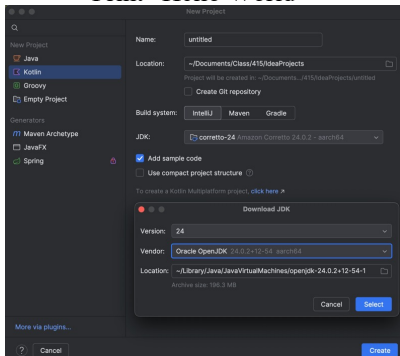 New Project
New Project
Java
Kotlin
Groovy
Empty Project
Generators
Maven Archetype
JavaFX
Spring
More via plugins...
Name: untitled
Location: ~/Documents/Class/415/IdeaProjects
Project will be created in: ~/Documents.../415/IdeaProjects/untitled
Create Git repository
Build system: IntelliJ Maven Gradle
JDK: corretto-24 Amazon Corretto 24.0.2 - aarch64
Add sample code
Use compact project structure ?
To create a Kotlin Multiplatform project, click here ↗
Download JDK
Version: 24
Vendor: Oracle OpenJDK 24.0.2+12-54 aarch64
Location: ~/Library/Java/JavaVirtualMachines/openjdk-24.0.2+12-54-1
Archive size: 198.3 MB
Cancel Select
? Cancel Create